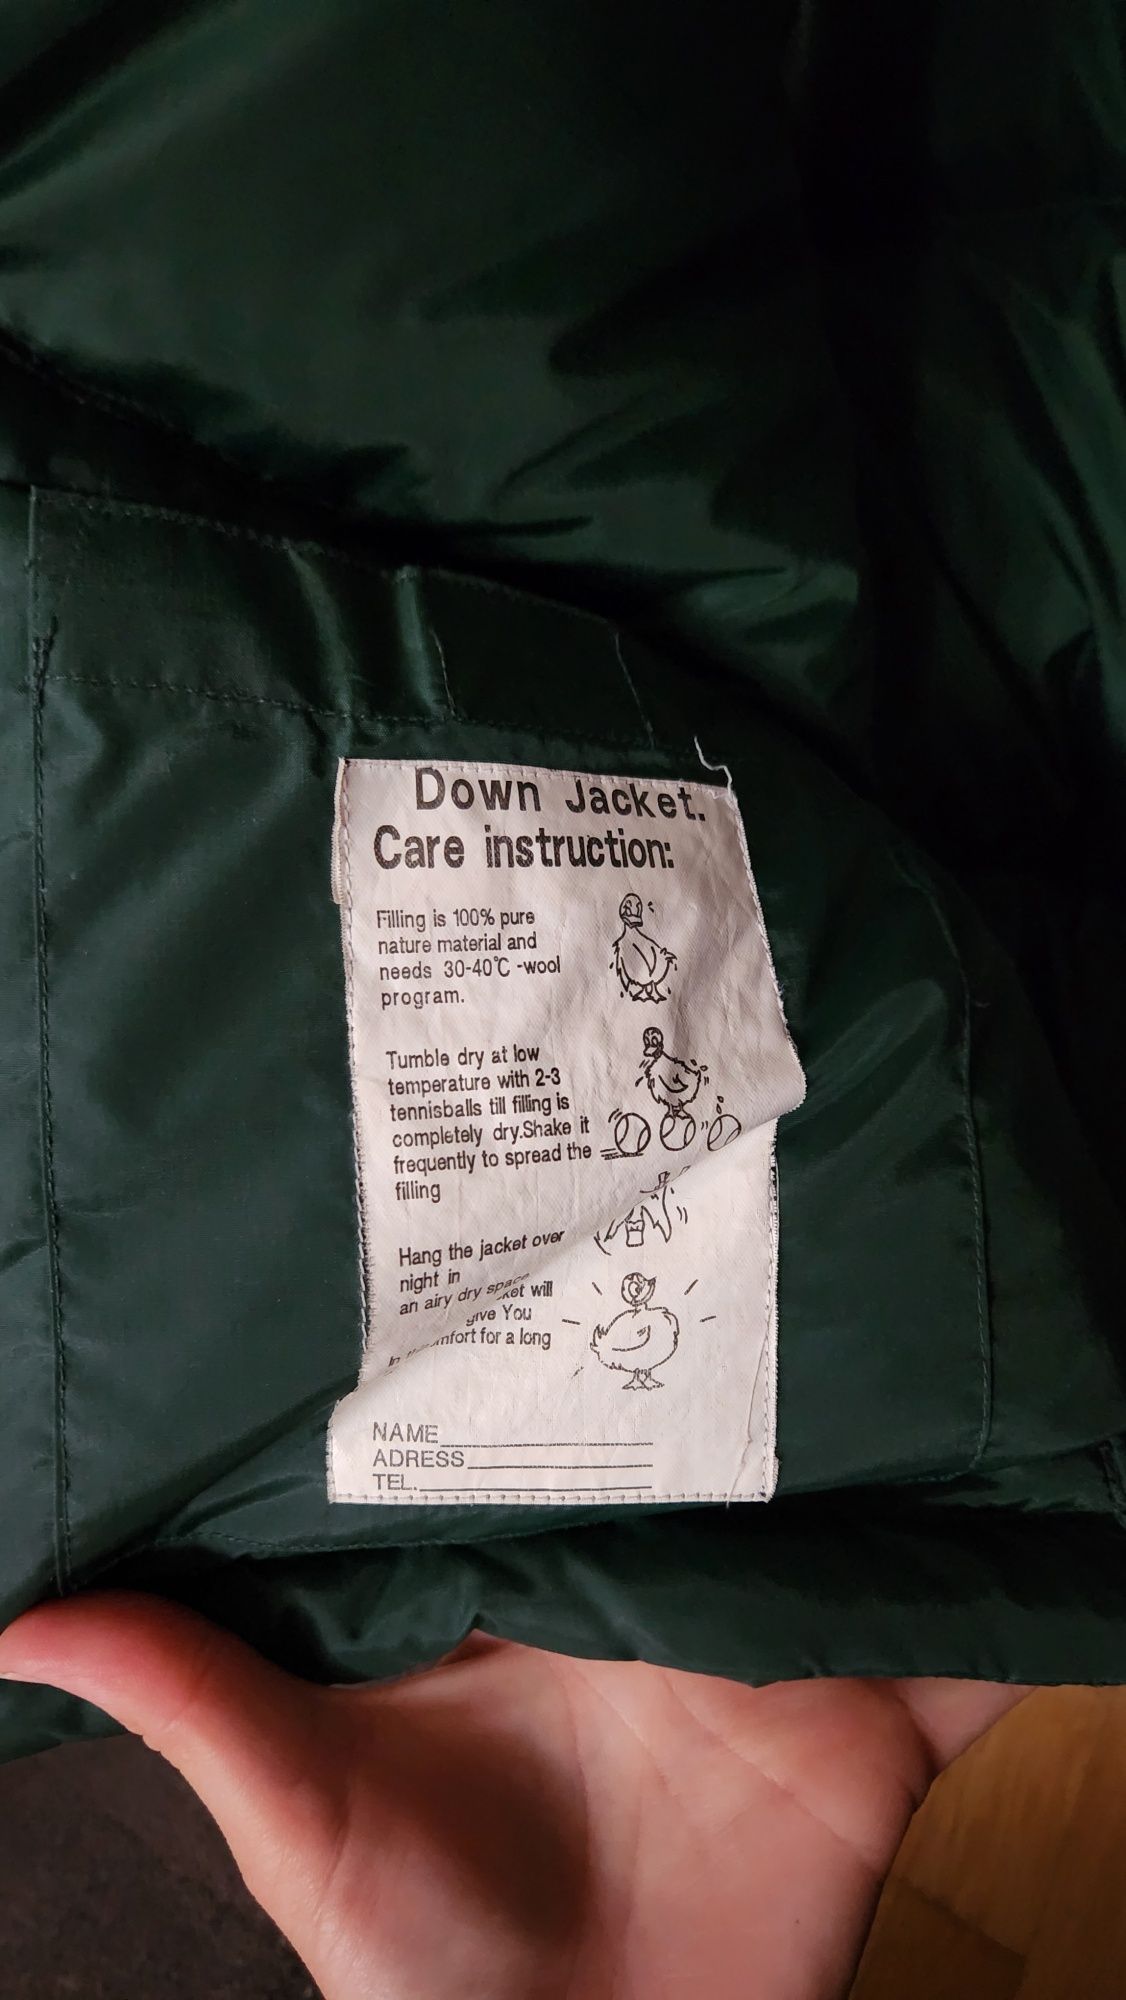 Down Jacket.
Care instruction:
Filling is 100% pure
nature material and
needs 30-40℃ -wool
program.
Tumble dry at low
temperature with 2-3
tennisballs till filling is
completely dry.Shake it
frequently to spread the
filling
Hang the jacket over
night in
an airy dry space
will
give You
for a long
NAME
ADRESS
TEL.